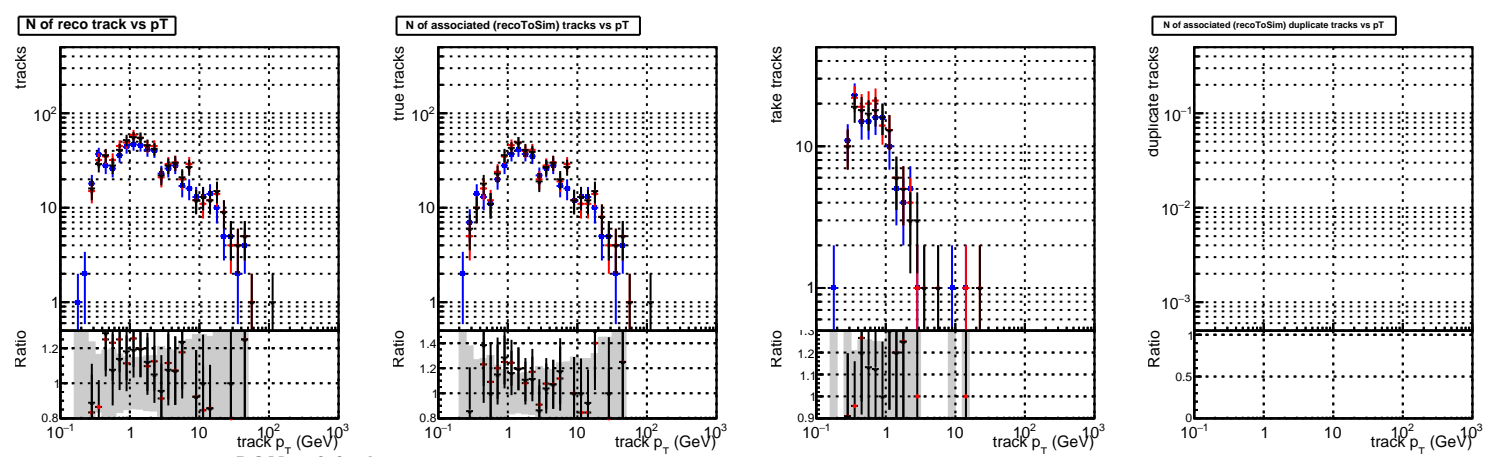 N of reco track vs pT
tracks
10²
10
1
Ratio
1.2
1
0.8
10⁻¹ 1 10 10² 10³
track p_T (GeV)
N of associated (recoToSim) tracks vs pT
true tracks
10²
10
1
Ratio
1.4
1.2
1.0
0.8
10⁻¹ 1 10 10² 10³
track p_T (GeV)
fake tracks
10
1
Ratio
1.3
1.2
1.1
1.0
0.9
10⁻¹ 1 10 10² 10³
track p_T (GeV)
N of associated (recoToSim) duplicate tracks vs pT
duplicate tracks
10⁻¹
10⁻²
10⁻³
Ratio
1
0.5
0
10⁻¹ 1 10 10² 10³
track p_T (GeV)